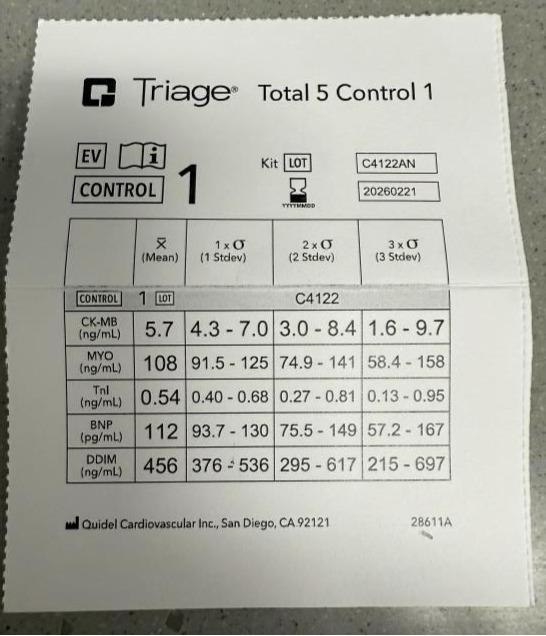 Triage® Total 5 Control 1
EV i
CONTROL 1
Kit LOT C4122AN
20260221
YYYYMMDD
x̄ (Mean) 1 x σ (1 Stdev) 2 x σ (2 Stdev) 3 x σ (3 Stdev)
CONTROL 1 LOT C4122
CK-MB (ng/mL) 5.7 4.3 - 7.0 3.0 - 8.4 1.6 - 9.7
MYO (ng/mL) 108 91.5 - 125 74.9 - 141 58.4 - 158
TnI (ng/mL) 0.54 0.40 - 0.68 0.27 - 0.81 0.13 - 0.95
BNP (pg/mL) 112 93.7 - 130 75.5 - 149 57.2 - 167
DDIM (ng/mL) 456 376 - 536 295 - 617 215 - 697
Quidel Cardiovascular Inc., San Diego, CA 92121 28611A